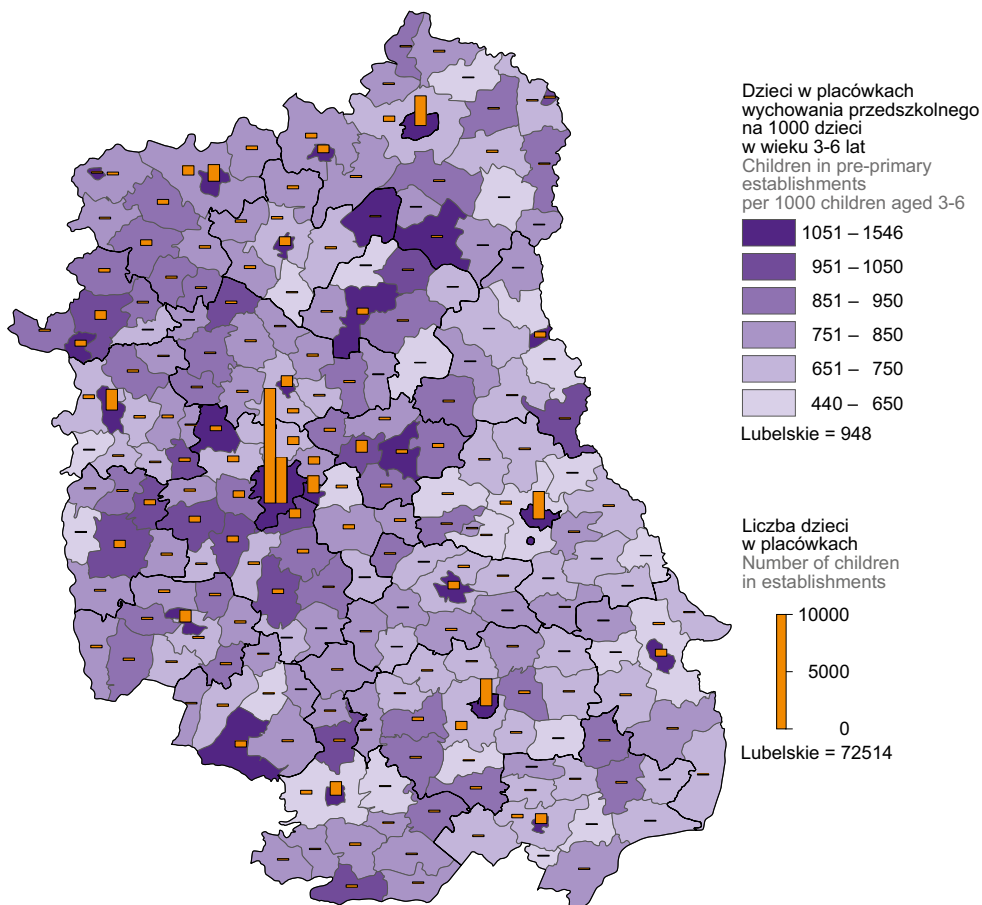 Dzieci w placówkach
wychowania przedszkolnego
na 1000 dzieci
w wieku 3-6 lat
Children in pre-primary
establishments
per 1000 children aged 3-6
1051 – 1546
951 – 1050
851 – 950
751 – 850
651 – 750
440 – 650
Lubelskie = 948
Liczba dzieci
w placówkach
Number of children
in establishments
10000
5000
0
Lubelskie = 72514